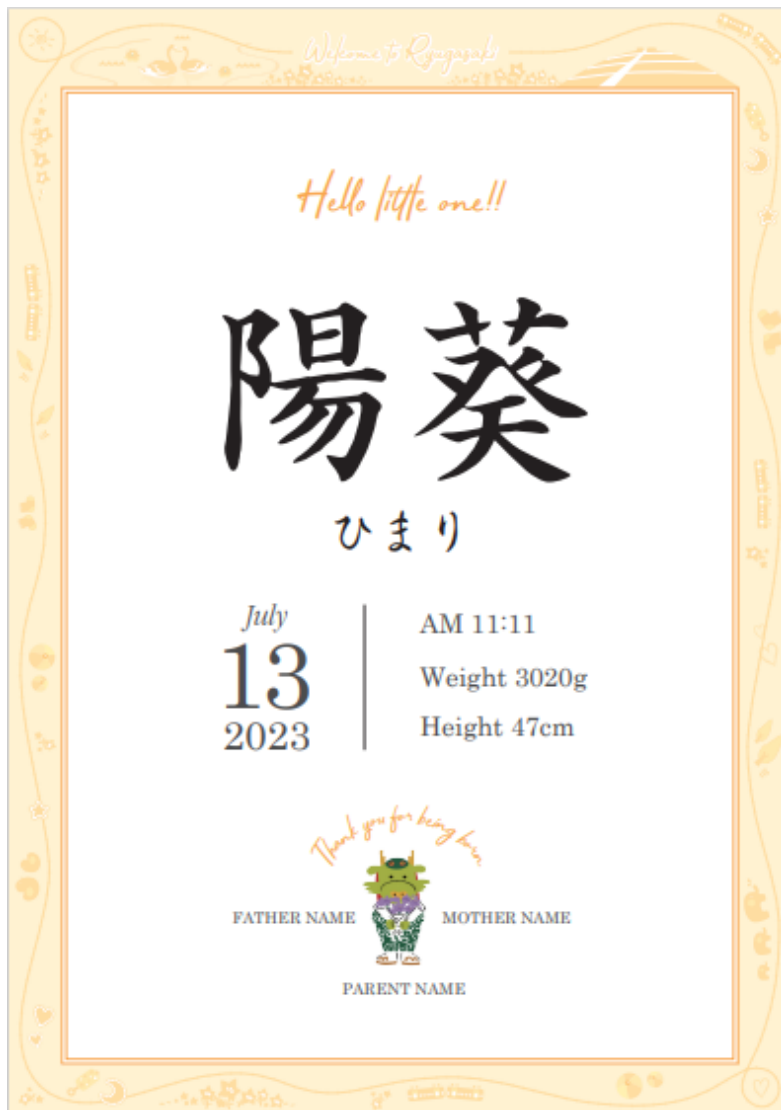 Welcome to Ryugasaki
Hello little one!!
陽葵
ひまり
July
13
2023
AM 11:11
Weight 3020g
Height 47cm
Thank you for being born.
FATHER NAME
MOTHER NAME
PARENT NAME